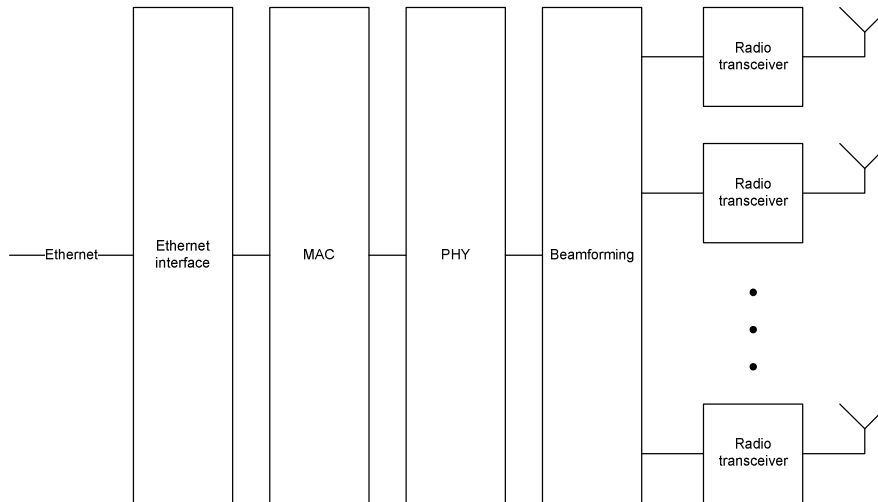 Ethernet
Ethernet
interface
MAC
PHY
Beamforming
Radio
transceiver
Radio
transceiver
Radio
transceiver